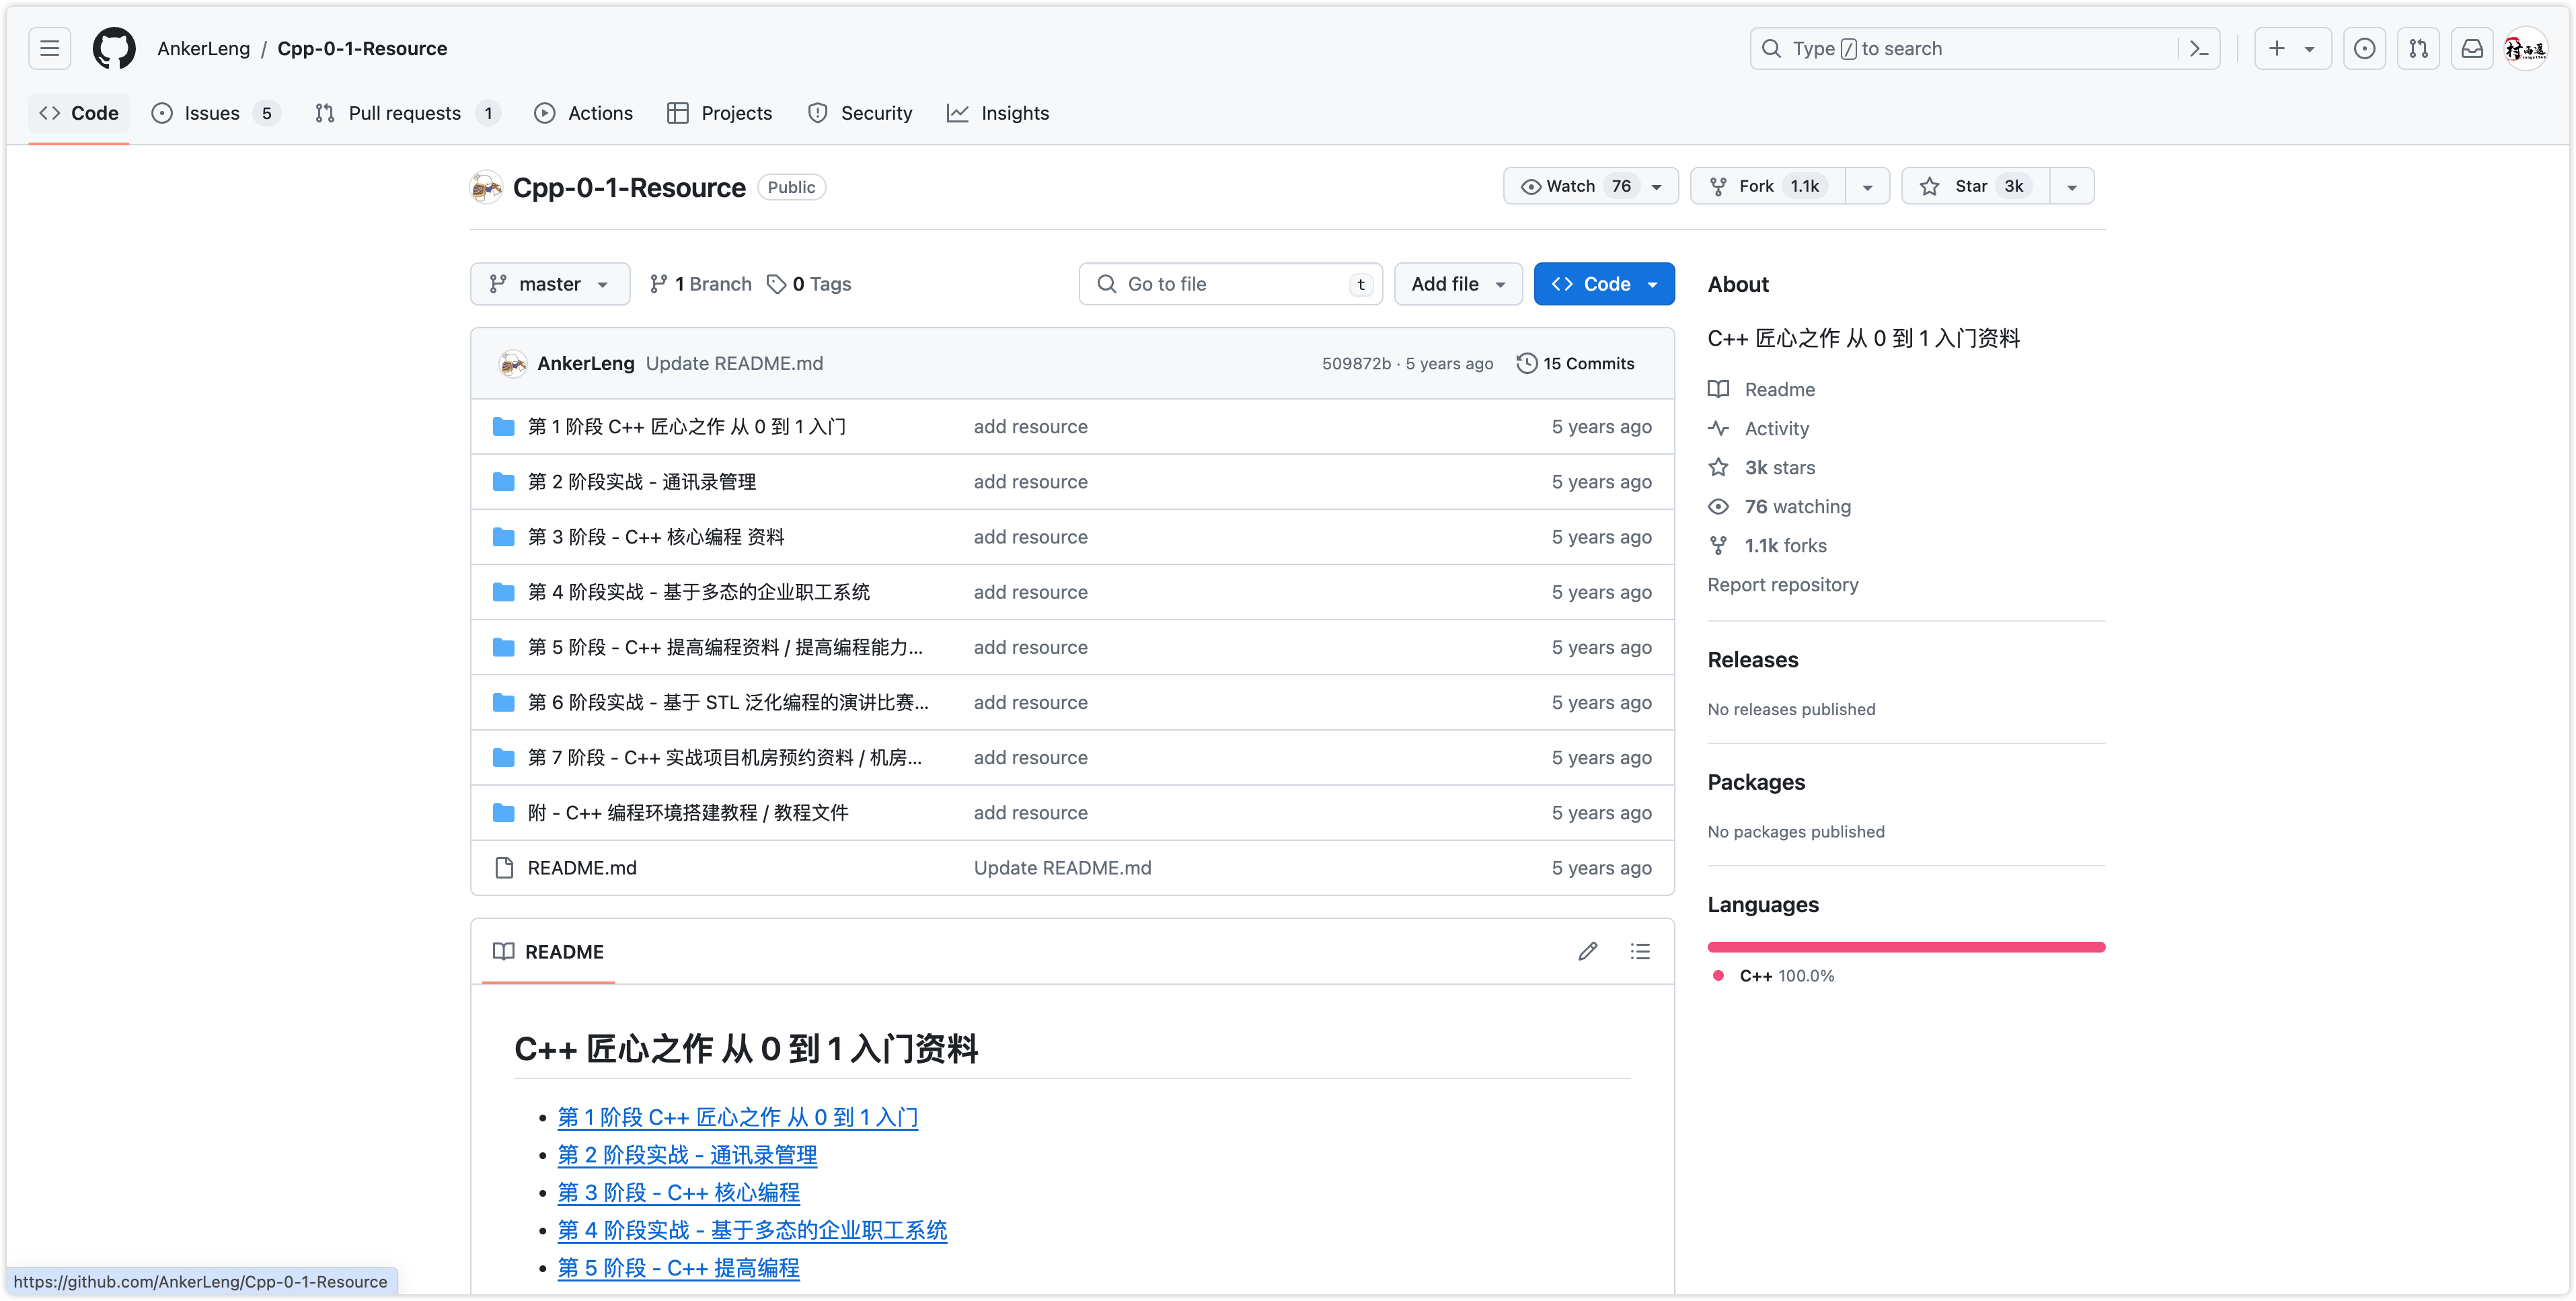 AnkerLeng / Cpp-0-1-Resource
Type / to search
Code
Issues 5
Pull requests 1
Actions
Projects
Security
Insights
Cpp-0-1-Resource Public
Watch 76
Fork 1.1k
Star 3k
master
1 Branch
0 Tags
Go to file t
Add file
Code
AnkerLeng Update README.md 509872b · 5 years ago 15 Commits
第 1 阶段 C++ 匠心之作 从 0 到 1 入门 add resource 5 years ago
第 2 阶段实战 - 通讯录管理 add resource 5 years ago
第 3 阶段 - C++ 核心编程 资料 add resource 5 years ago
第 4 阶段实战 - 基于多态的企业职工系统 add resource 5 years ago
第 5 阶段 - C++ 提高编程资料 / 提高编程能力... add resource 5 years ago
第 6 阶段实战 - 基于 STL 泛化编程的演讲比赛... add resource 5 years ago
第 7 阶段 - C++ 实战项目机房预约资料 / 机房... add resource 5 years ago
附 - C++ 编程环境搭建教程 / 教程文件 add resource 5 years ago
README.md Update README.md 5 years ago
README
C++ 匠心之作 从 0 到 1 入门资料
• 第 1 阶段 C++ 匠心之作 从 0 到 1 入门
• 第 2 阶段实战 - 通讯录管理
• 第 3 阶段 - C++ 核心编程
• 第 4 阶段实战 - 基于多态的企业职工系统
• 第 5 阶段 - C++ 提高编程
About
C++ 匠心之作 从 0 到 1 入门资料
Readme
Activity
3k stars
76 watching
1.1k forks
Report repository
Releases
No releases published
Packages
No packages published
Languages
C++ 100.0%
https://github.com/AnkerLeng/Cpp-0-1-Resource